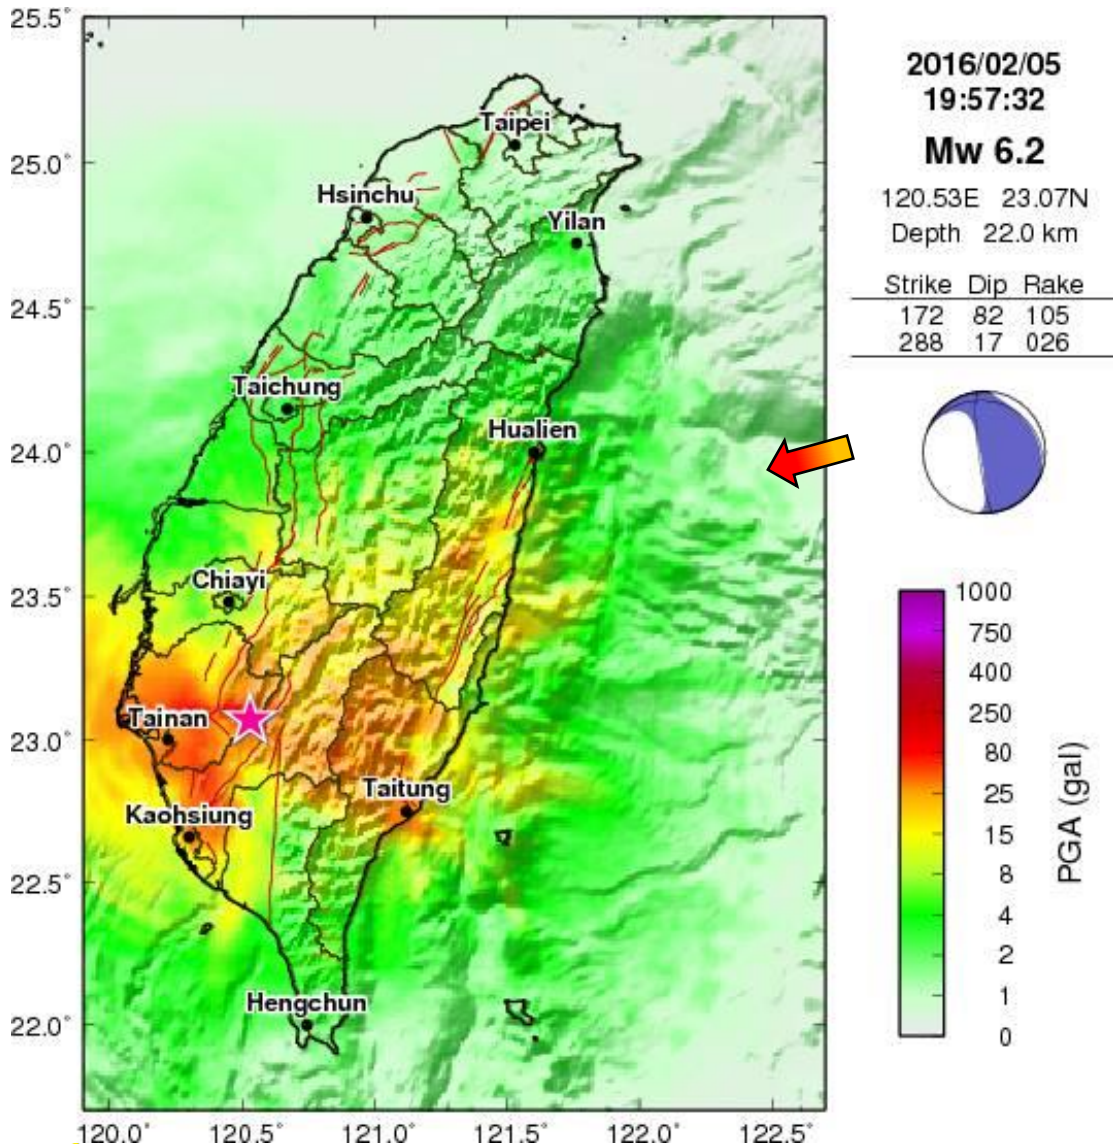 25.5°
25.0°
24.5°
24.0°
23.5°
23.0°
22.5°
22.0°
120.0°
120.5°
121.0°
121.5°
122.0°
122.5°
Taipei
Hsinchu
Yilan
Taichung
Hualien
Chiayi
Tainan
Taitung
Kaohsiung
Hengchun
2016/02/05
19:57:32
Mw 6.2
120.53E 23.07N
Depth 22.0 km
Strike Dip Rake
172 82 105
288 17 026
1000
750
400
250
80
25
15
8
4
2
1
0
PGA (gal)